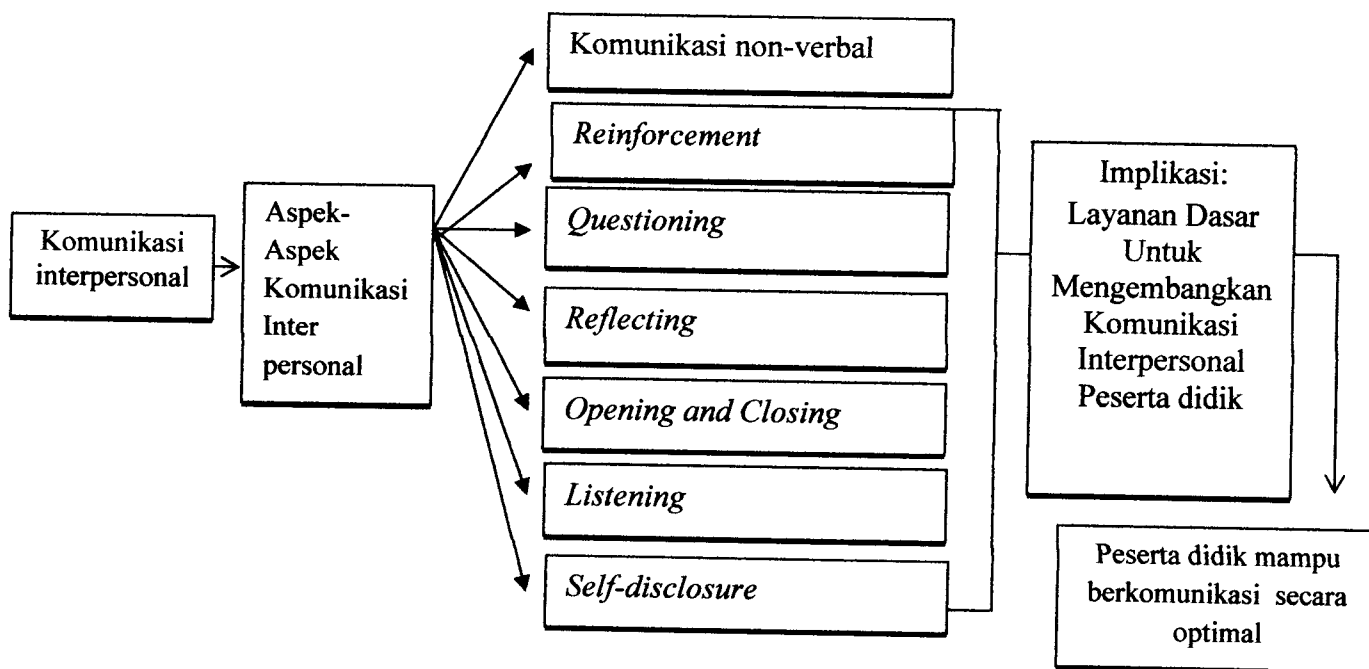 Komunikasi
interpersonal
Aspek-
Aspek
Komunikasi
Inter
personal
Komunikasi non-verbal
Reinforcement
Questioning
Reflecting
Opening and Closing
Listening
Self-disclosure
Implikasi:
Layanan Dasar
Untuk
Mengembangkan
Komunikasi
Interpersonal
Peserta didik
Peserta didik mampu
berkomunikasi secara
optimal